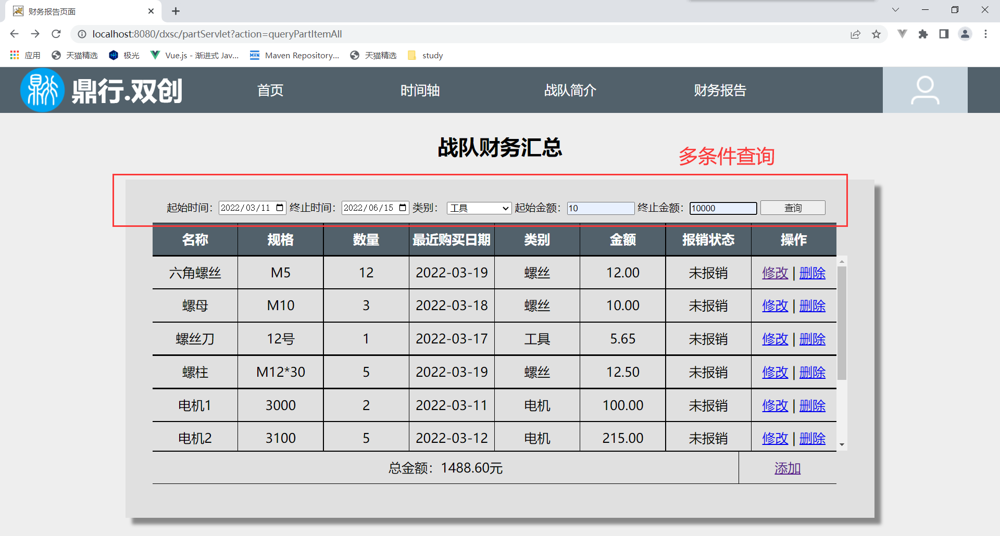 财务报告页面
localhost:8080/dxsc/partServlet?action=queryPartItemAll
应用 天猫精选 极光 Vue.js - 渐进式 Jav... Maven Repository... 天猫精选 study
鼎行 鼎行.双创 首页 时间轴 战队简介 财务报告
战队财务汇总
多条件查询
起始时间： 2022/03/11 终止时间： 2022/06/15 类别： 工具 起始金额： 10 终止金额： 10000 查询
名称 规格 数量 最近购买日期 类别 金额 报销状态 操作
六角螺丝 M5 12 2022-03-19 螺丝 12.00 未报销 修改 | 删除
螺母 M10 3 2022-03-18 螺丝 10.00 未报销 修改 | 删除
螺丝刀 12号 1 2022-03-17 工具 5.65 未报销 修改 | 删除
螺柱 M12*30 5 2022-03-19 螺丝 12.50 未报销 修改 | 删除
电机1 3000 2 2022-03-11 电机 100.00 未报销 修改 | 删除
电机2 3100 5 2022-03-12 电机 215.00 未报销 修改 | 删除
总金额：1488.60元 添加